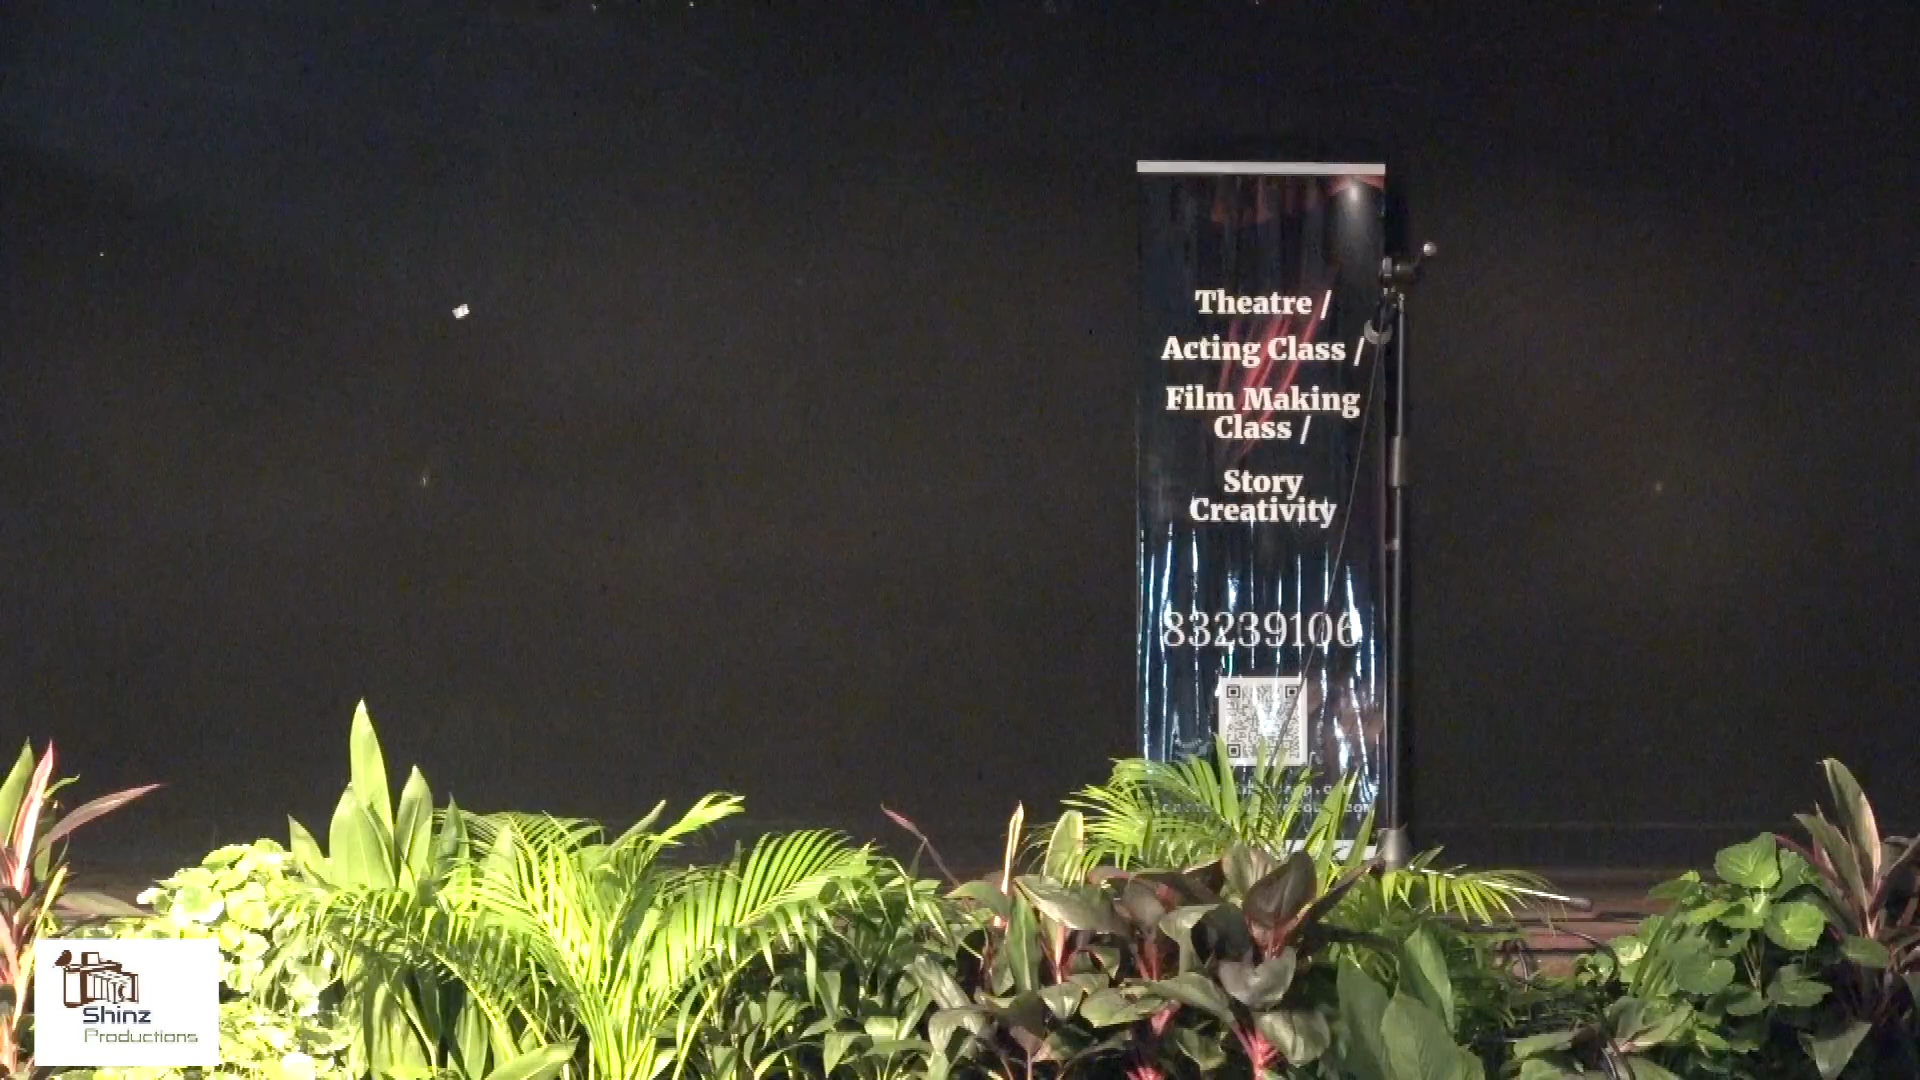 Theatre /
Acting Class /
Film Making
Class /
Story
Creativity
83239106
Shinz
Productions